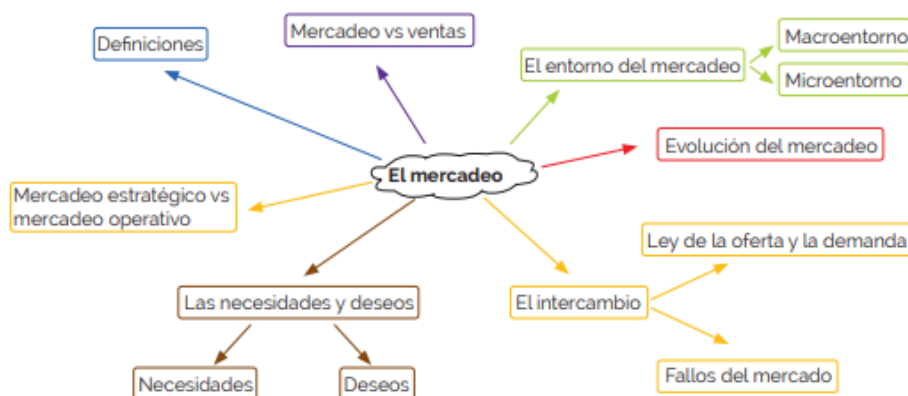 Definiciones
Mercadeo vs ventas
El entorno del mercadeo
Macroentorno
Microentorno
Evolución del mercadeo
El mercadeo
Mercadeo estratégico vs
mercadeo operativo
Ley de la oferta y la demanda
Las necesidades y deseos
El intercambio
Necesidades
Deseos
Fallos del mercado